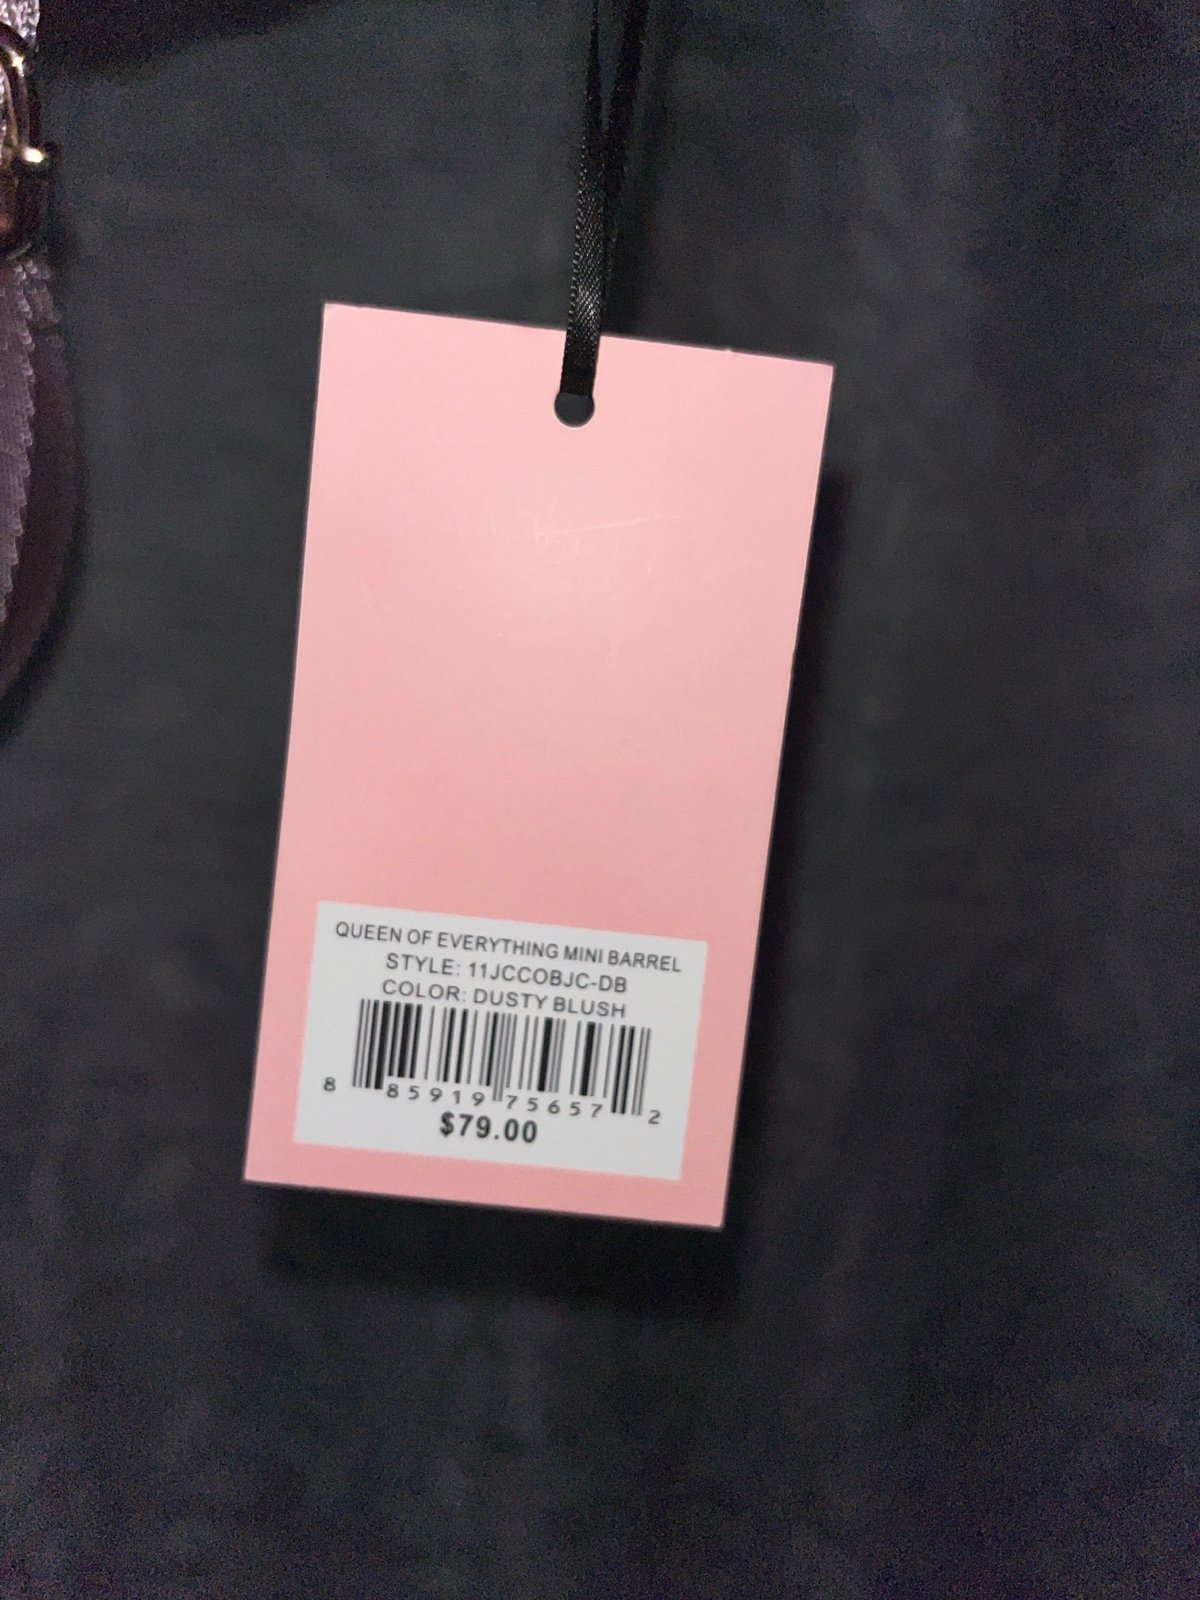 QUEEN OF EVERYTHING MINI BARREL
STYLE: 11JCCOBJC-DB
COLOR: DUSTY BLUSH
8 85919 75657 2
$79.00